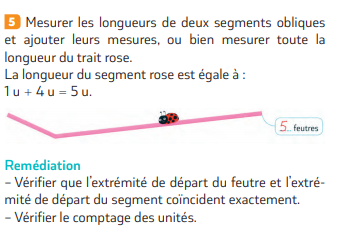 5 Mesurer les longueurs de deux segments obliques
et ajouter leurs mesures, ou bien mesurer toute la
longueur du trait rose.
La longueur du segment rose est égale à :
1 u + 4 u = 5 u.
5... feutres
Remédiation
– Vérifier que l'extrémité de départ du feutre et l'extré-
mité de départ du segment coïncident exactement.
– Vérifier le comptage des unités.